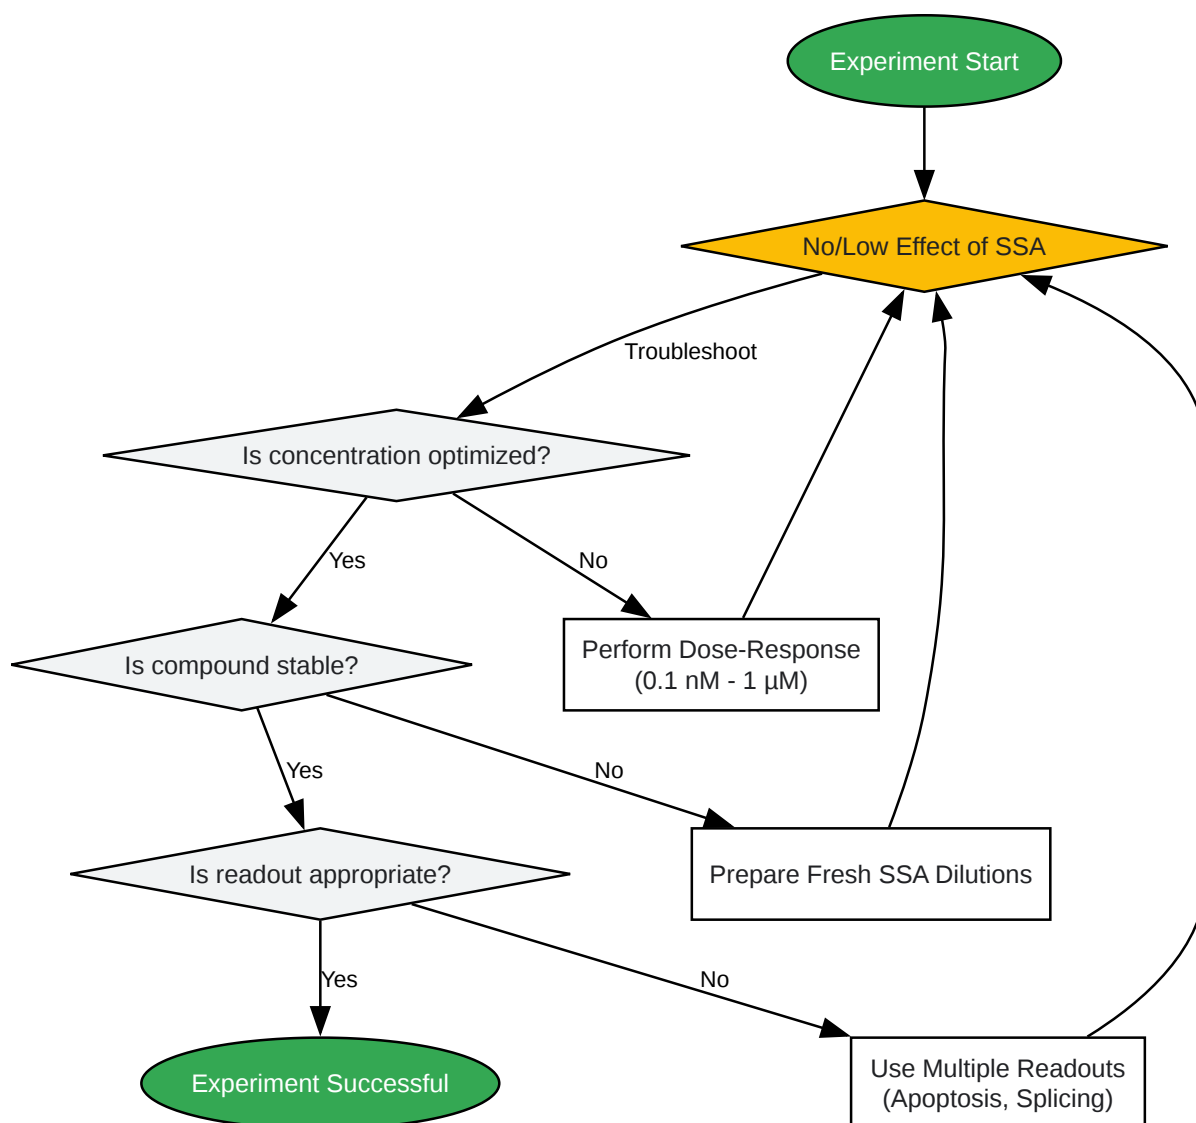 Experiment Start
No/Low Effect of SSA
Troubleshoot
Is concentration optimized?
Yes
No
Perform Dose-Response
(0.1 nM - 1 µM)
Is compound stable?
Yes
No
Prepare Fresh SSA Dilutions
Is readout appropriate?
Yes
No
Experiment Successful
Use Multiple Readouts
(Apoptosis, Splicing)